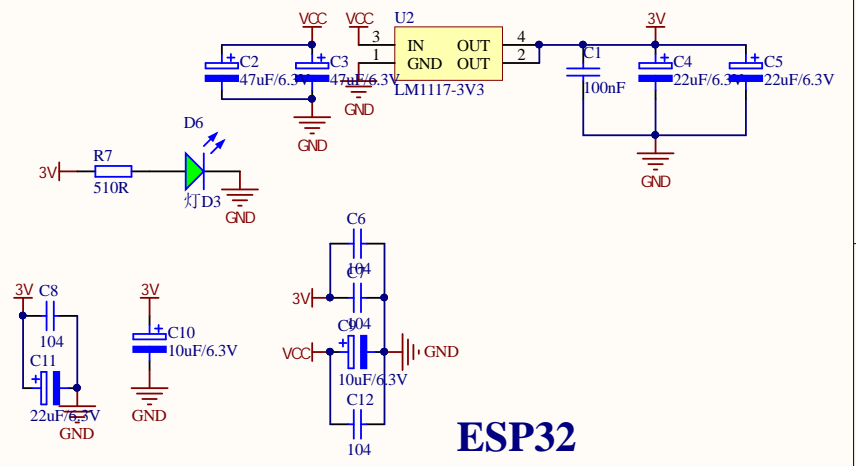 VCC
VCC
U2
3V
3
IN
OUT
4
1
GND
OUT
2
C2
47uF/6.3V
C3
47uF/6.3V
LM1117-3V3
GND
GND
C1
100nF
C4
22uF/6.3V
C5
22uF/6.3V
GND
D6
R7
3V
510R
灯D3
GND
C6
104
C7
3V
104
C9
VCC
GND
10uF/6.3V
C12
104
3V
C8
104
C11
22uF/6.3V
GND
3V
C10
10uF/6.3V
GND
ESP32